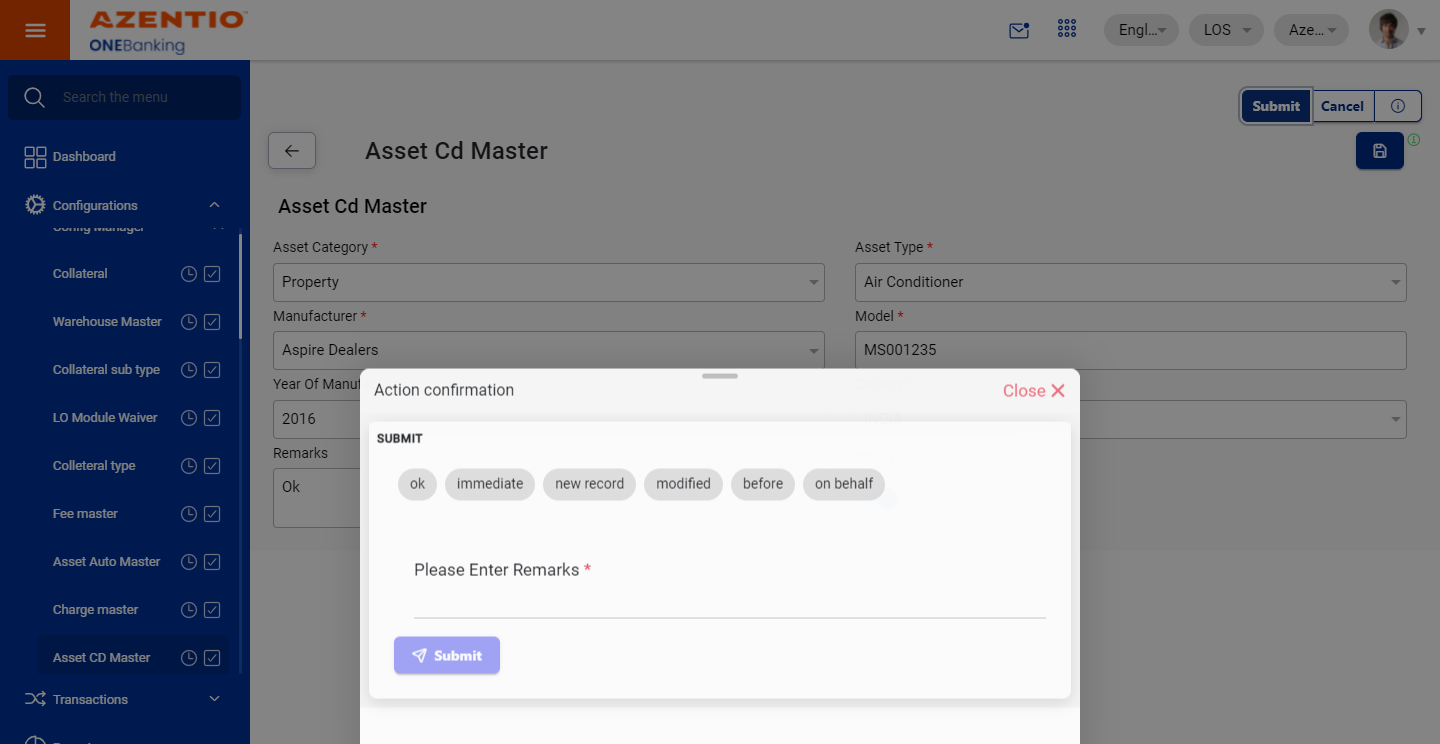 AZENTIO™
ONEBanking
Engl...
LOS
Aze...
Search the menu
Dashboard
Configurations
Config Manager
Collateral
Warehouse Master
Collateral sub type
LO Module Waiver
Colleteral type
Fee master
Asset Auto Master
Charge master
Asset CD Master
Transactions
Submit
Cancel
Asset Cd Master
Asset Cd Master
Asset Category *
Asset Type *
Property
Air Conditioner
Manufacturer *
Model *
Aspire Dealers
MS001235
Year Of Manuf
2016
Remarks
Ok
Action confirmation
Close
SUBMIT
ok
immediate
new record
modified
before
on behalf
Please Enter Remarks *
Submit